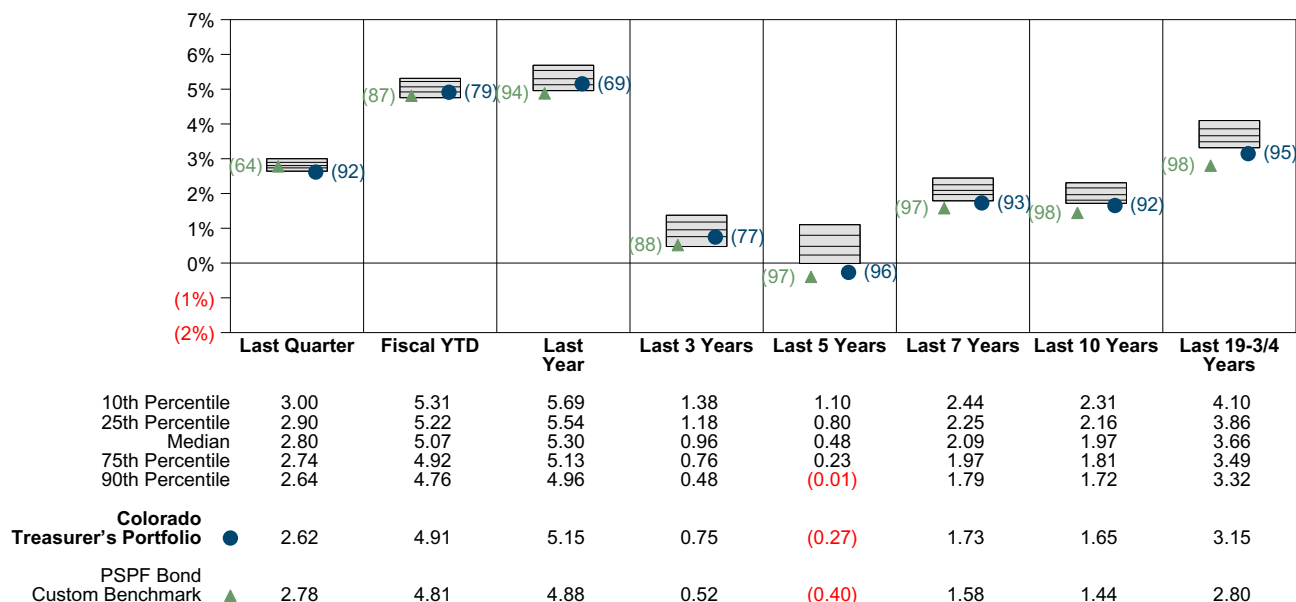 7%
6%
5%
4%
3%
2%
1%
0%
(1%)
(2%)
(64) (92)
(87) (79)
(94) (69)
(88) (77)
(97) (96)
(97) (93)
(98) (92)
(98) (95)
Last Quarter Fiscal YTD Last Year Last 3 Years Last 5 Years Last 7 Years Last 10 Years Last 19-3/4 Years
10th Percentile 3.00 5.31 5.69 1.38 1.10 2.44 2.31 4.10
25th Percentile 2.90 5.22 5.54 1.18 0.80 2.25 2.16 3.86
Median 2.80 5.07 5.30 0.96 0.48 2.09 1.97 3.66
75th Percentile 2.74 4.92 5.13 0.76 0.23 1.97 1.81 3.49
90th Percentile 2.64 4.76 4.96 0.48 (0.01) 1.79 1.72 3.32
Colorado
Treasurer's Portfolio 2.62 4.91 5.15 0.75 (0.27) 1.73 1.65 3.15
PSPF Bond
Custom Benchmark 2.78 4.81 4.88 0.52 (0.40) 1.58 1.44 2.80